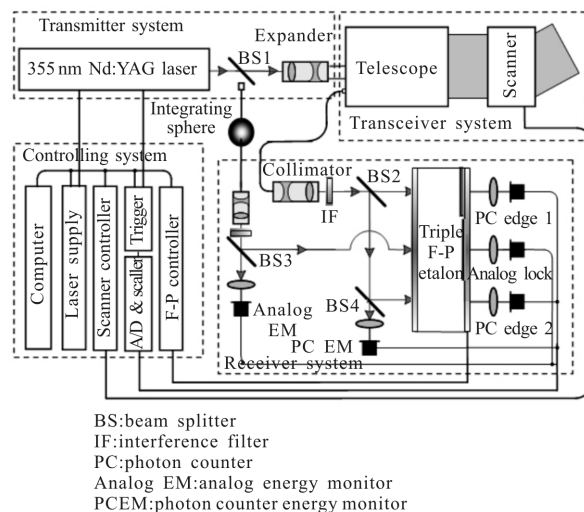 Transmitter system
355 nm Nd:YAG laser
BS1
Expander
Telescope
Scanner
Transceiver system
Integrating
sphere
Controlling system
Computer
Laser supply
Scanner controller
Trigger
A/D & scaller
F-P controller
Collimator
IF
BS2
BS3
BS4
Triple
F-P
etalon
PC edge 1
Analog lock
PC edge 2
Analog
EM
PC EM
Receiver system
BS:beam splitter
IF:interference filter
PC:photon counter
Analog EM:analog energy monitor
PCEM:photon counter energy monitor